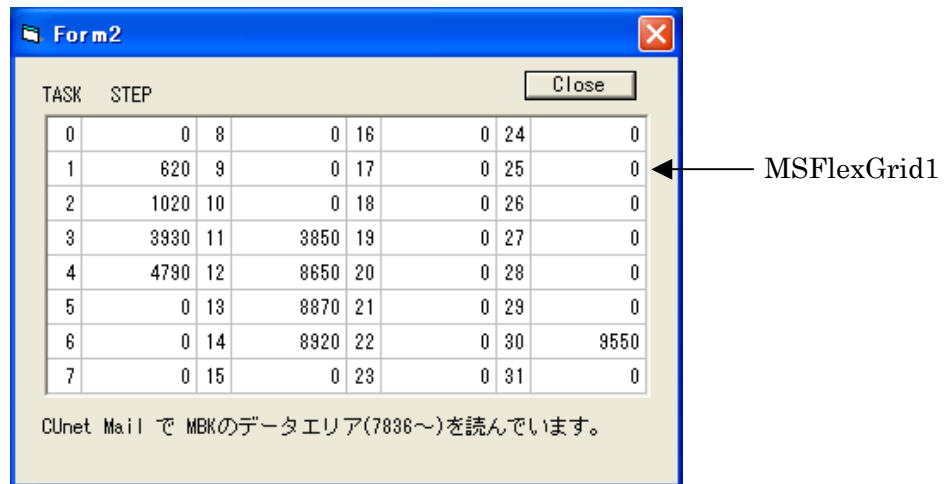 Form2
Close
TASK STEP
0 0 8 0 16 0 24 0
1 620 9 0 17 0 25 0
MSFlexGrid1
2 1020 10 0 18 0 26 0
3 3930 11 3850 19 0 27 0
4 4790 12 8650 20 0 28 0
5 0 13 8870 21 0 29 0
6 0 14 8920 22 0 30 9550
7 0 15 0 23 0 31 0
CUnet Mail で MBKのデータエリア(7836～)を読んでいます。